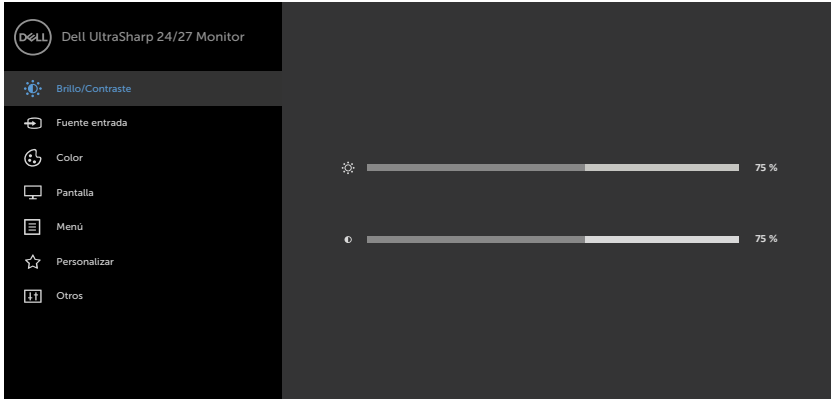 DELL
Dell UltraSharp 24/27 Monitor
Brillo/Contraste
Fuente entrada
Color
Pantalla
Menú
Personalizar
Otros
75 %
75 %